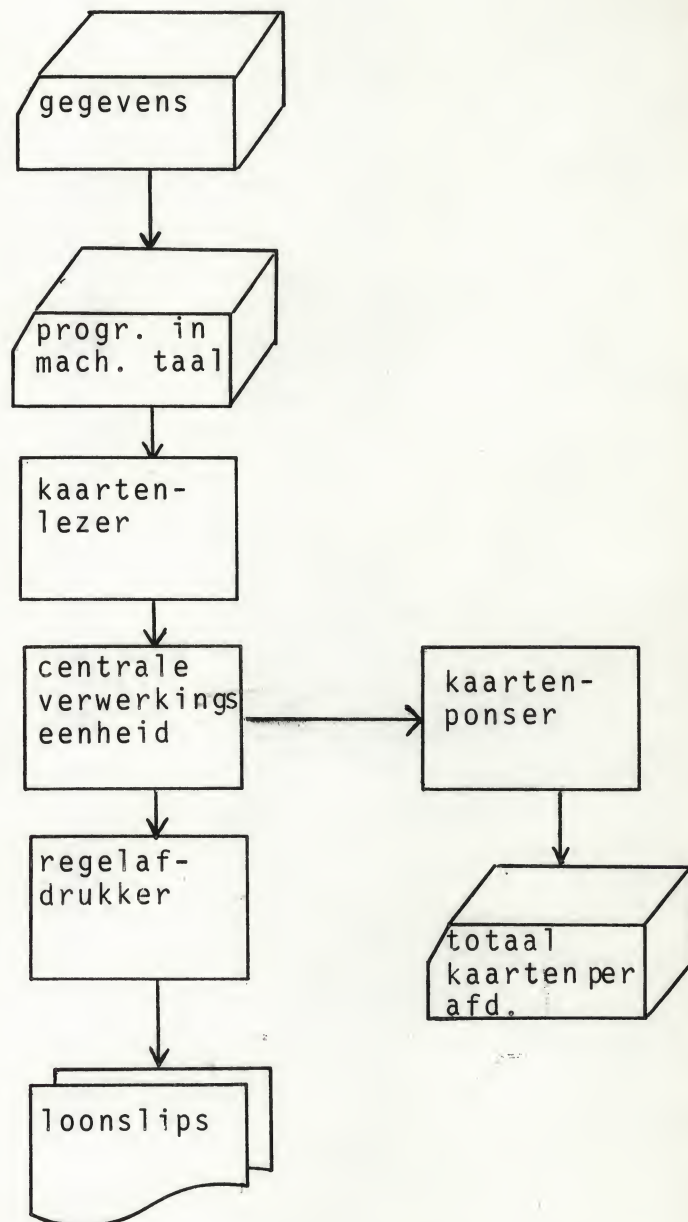 gegevens
progr. in
mach. taal
kaarten-
lezer
centrale
verwerkings
eenheid
kaarten-
ponser
regelaf-
drukker
totaal
kaarten per
afd.
loonslips